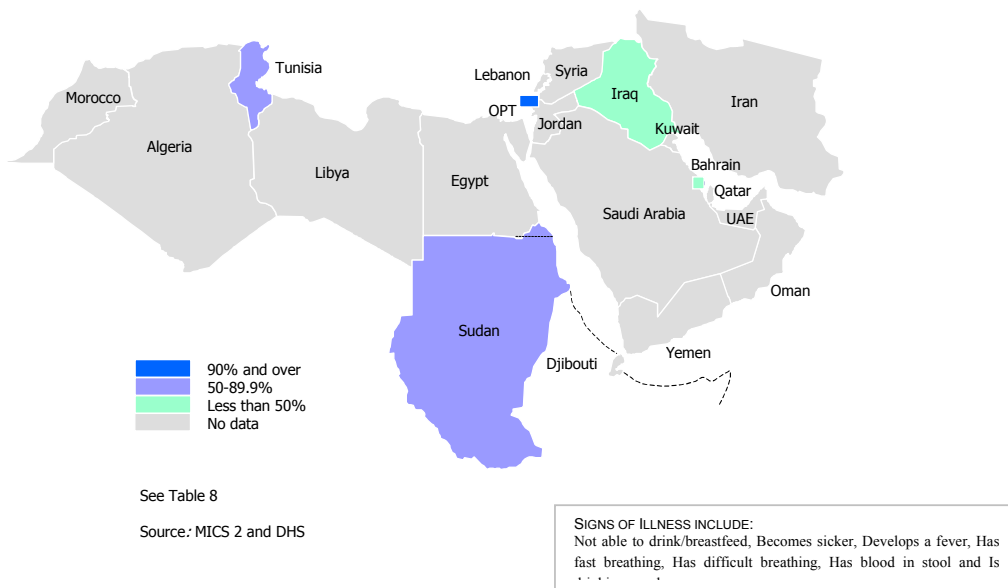 Tunisia
Lebanon
Syria
Morocco
Iraq
Iran
OPT
Jordan
Kuwait
Algeria
Libya
Egypt
Bahrain
Qatar
Saudi Arabia
UAE
Oman
Sudan
Djibouti
Yemen
90% and over
50-89.9%
Less than 50%
No data
See Table 8
Source: MICS 2 and DHS
SIGNS OF ILLNESS INCLUDE:
Not able to drink/breastfeed, Becomes sicker, Develops a fever, Has
fast breathing, Has difficult breathing, Has blood in stool and Is